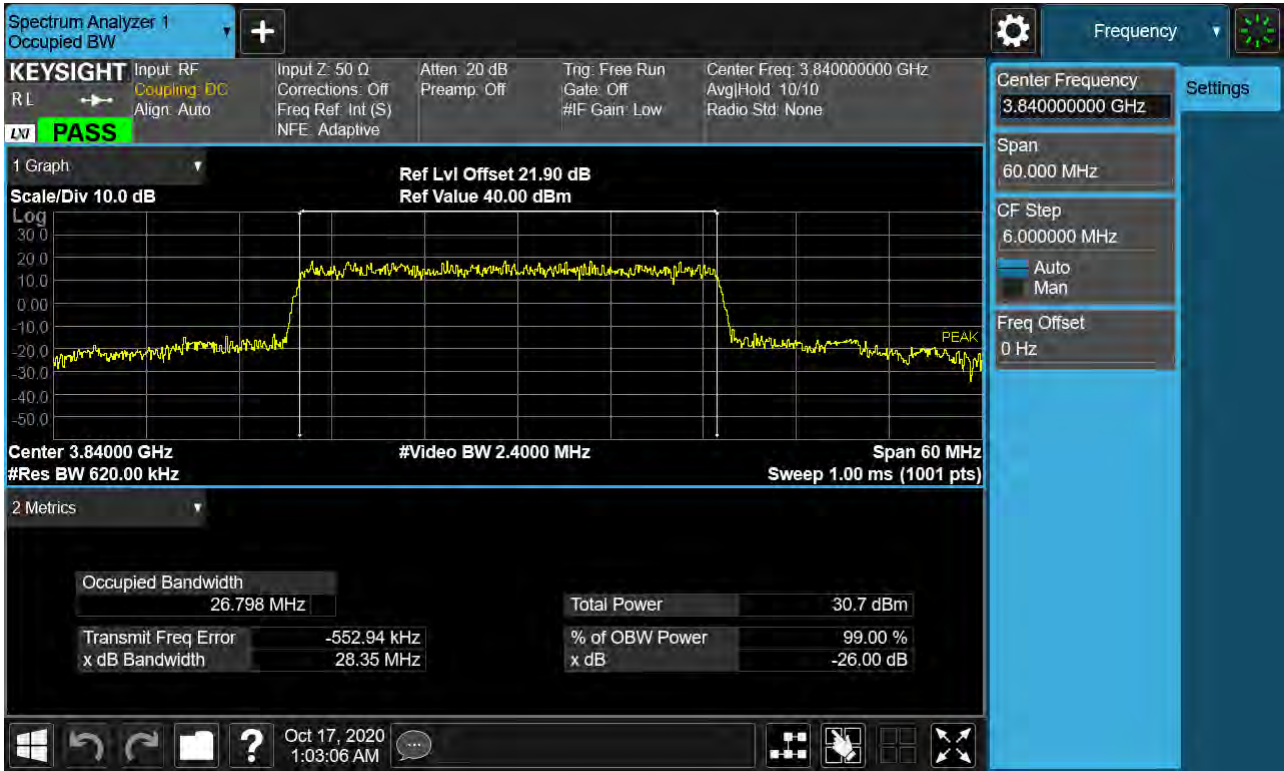 Spectrum Analyzer 1
Occupied BW
Frequency
KEYSIGHT
RL
LXI
PASS
Input: RF
Coupling: DC
Align: Auto
Input Z: 50 Ω
Corrections: Off
Freq Ref: Int (S)
NFE: Adaptive
Atten: 20 dB
Preamp: Off
Trig: Free Run
Gate: Off
#IF Gain: Low
Center Freq: 3.840000000 GHz
Avg|Hold: 10/10
Radio Std: None
Center Frequency
3.840000000 GHz
Settings
Span
60.000 MHz
CF Step
6.000000 MHz
Auto
Man
Freq Offset
0 Hz
1 Graph
Scale/Div 10.0 dB
Ref Lvl Offset 21.90 dB
Ref Value 40.00 dBm
Log
30.0
20.0
10.0
0.00
-10.0
-20.0
-30.0
-40.0
-50.0
PEAK
Center 3.84000 GHz
#Video BW 2.4000 MHz
Span 60 MHz
#Res BW 620.00 kHz
Sweep 1.00 ms (1001 pts)
2 Metrics
Occupied Bandwidth
26.798 MHz
Total Power 30.7 dBm
Transmit Freq Error -552.94 kHz
% of OBW Power 99.00 %
x dB Bandwidth 28.35 MHz
x dB -26.00 dB
?
Oct 17, 2020
1:03:06 AM